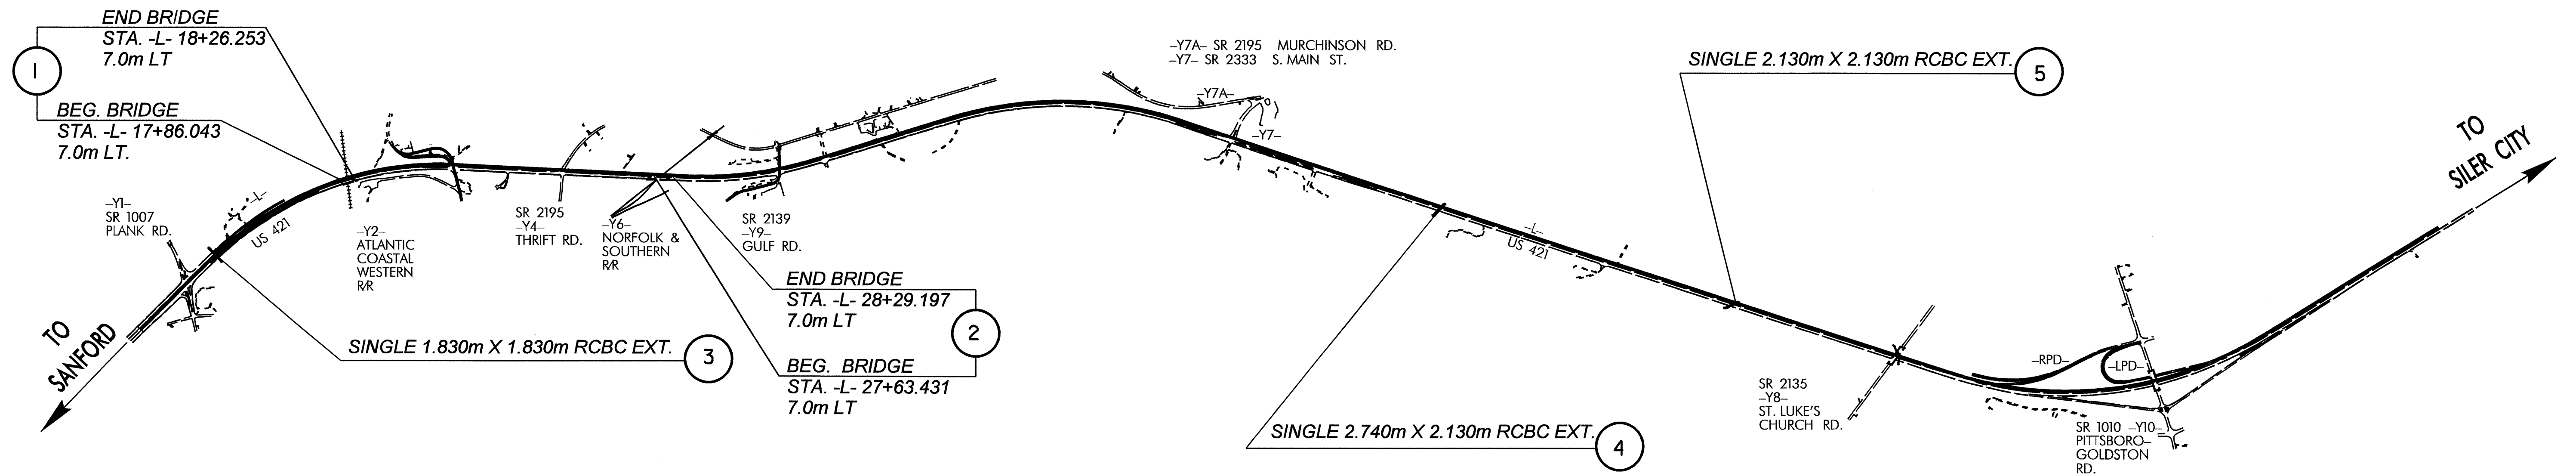 END BRIDGE
STA. -L- 18+26.253
7.0m LT
1
BEG. BRIDGE
STA. -L- 17+86.043
7.0m LT.
–Y1–
SR 1007
PLANK RD.
–L–
US 421
TO
SANFORD
–Y2–
ATLANTIC
COASTAL
WESTERN
R/R
SR 2195
–Y4–
THRIFT RD.
–Y6–
NORFOLK &
SOUTHERN
R/R
SR 2139
–Y9–
GULF RD.
END BRIDGE
STA. -L- 28+29.197
7.0m LT
2
BEG. BRIDGE
STA. -L- 27+63.431
7.0m LT
SINGLE 1.830m X 1.830m RCBC EXT.
3
–Y7A– SR 2195 MURCHINSON RD.
–Y7– SR 2333 S. MAIN ST.
–Y7A–
–Y7–
SINGLE 2.130m X 2.130m RCBC EXT.
5
–L–
US 421
SINGLE 2.740m X 2.130m RCBC EXT.
4
SR 2135
–Y8–
ST. LUKE'S
CHURCH RD.
–RPD–
–LPD–
SR 1010 –Y10–
PITTSBORO–
GOLDSTON
RD.
TO
SILER CITY